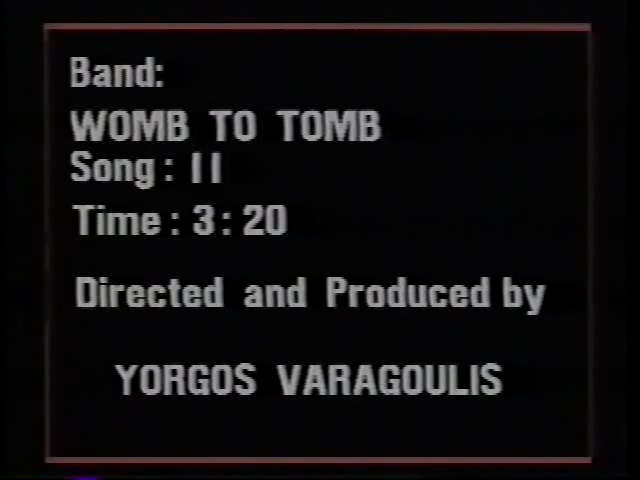 Band:
WOMB TO TOMB
Song: II
Time: 3:20
Directed and Produced by
YORGOS VARAGOULIS